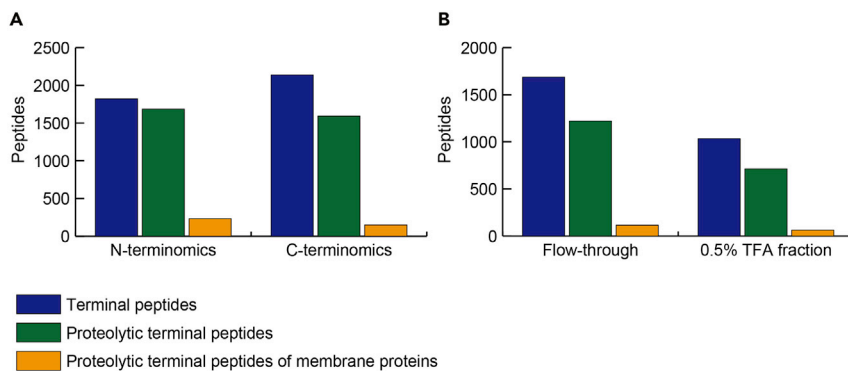 A
Peptides
2500
2000
1500
1000
500
0
N-terminomics
C-terminomics
B
Peptides
2000
1500
1000
500
0
Flow-through
0.5% TFA fraction
Terminal peptides
Proteolytic terminal peptides
Proteolytic terminal peptides of membrane proteins